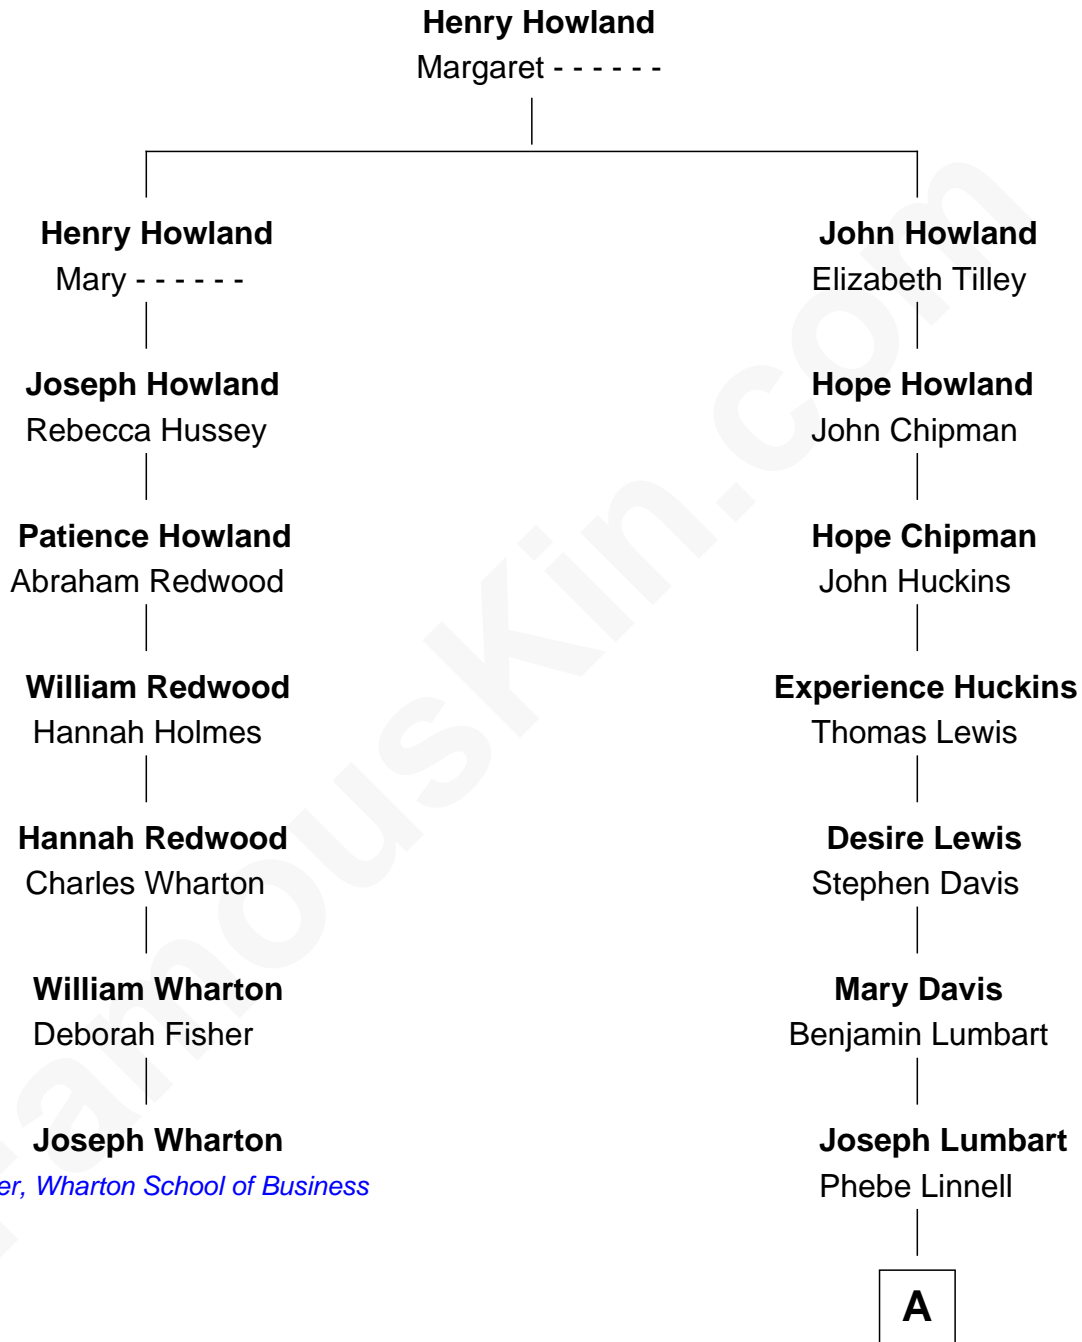 Henry Howland
Margaret - - - - - -
Henry Howland
Mary - - - - - -
John Howland
Elizabeth Tilley
Joseph Howland
Rebecca Hussey
Hope Howland
John Chipman
Patience Howland
Abraham Redwood
Hope Chipman
John Huckins
William Redwood
Hannah Holmes
Experience Huckins
Thomas Lewis
Hannah Redwood
Charles Wharton
Desire Lewis
Stephen Davis
William Wharton
Deborah Fisher
Mary Davis
Benjamin Lumbart
Joseph Wharton
er, Wharton School of Business
Joseph Lumbart
Phebe Linnell
A
FamousKin.com